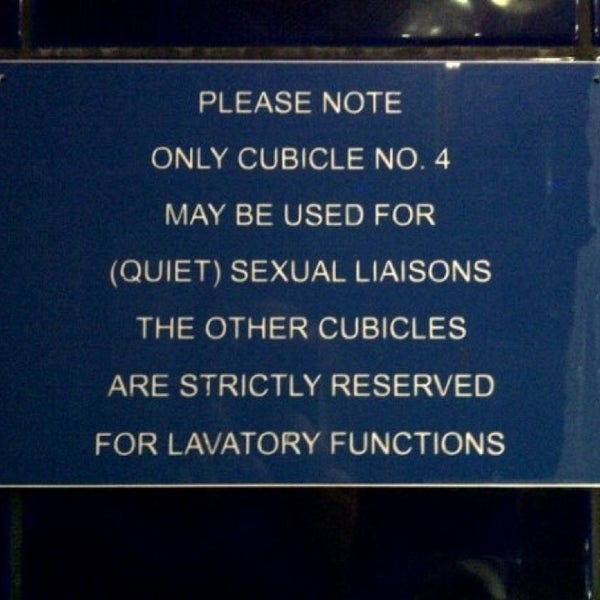 PLEASE NOTE
ONLY CUBICLE NO. 4
MAY BE USED FOR
(QUIET) SEXUAL LIAISONS
THE OTHER CUBICLES
ARE STRICTLY RESERVED
FOR LAVATORY FUNCTIONS